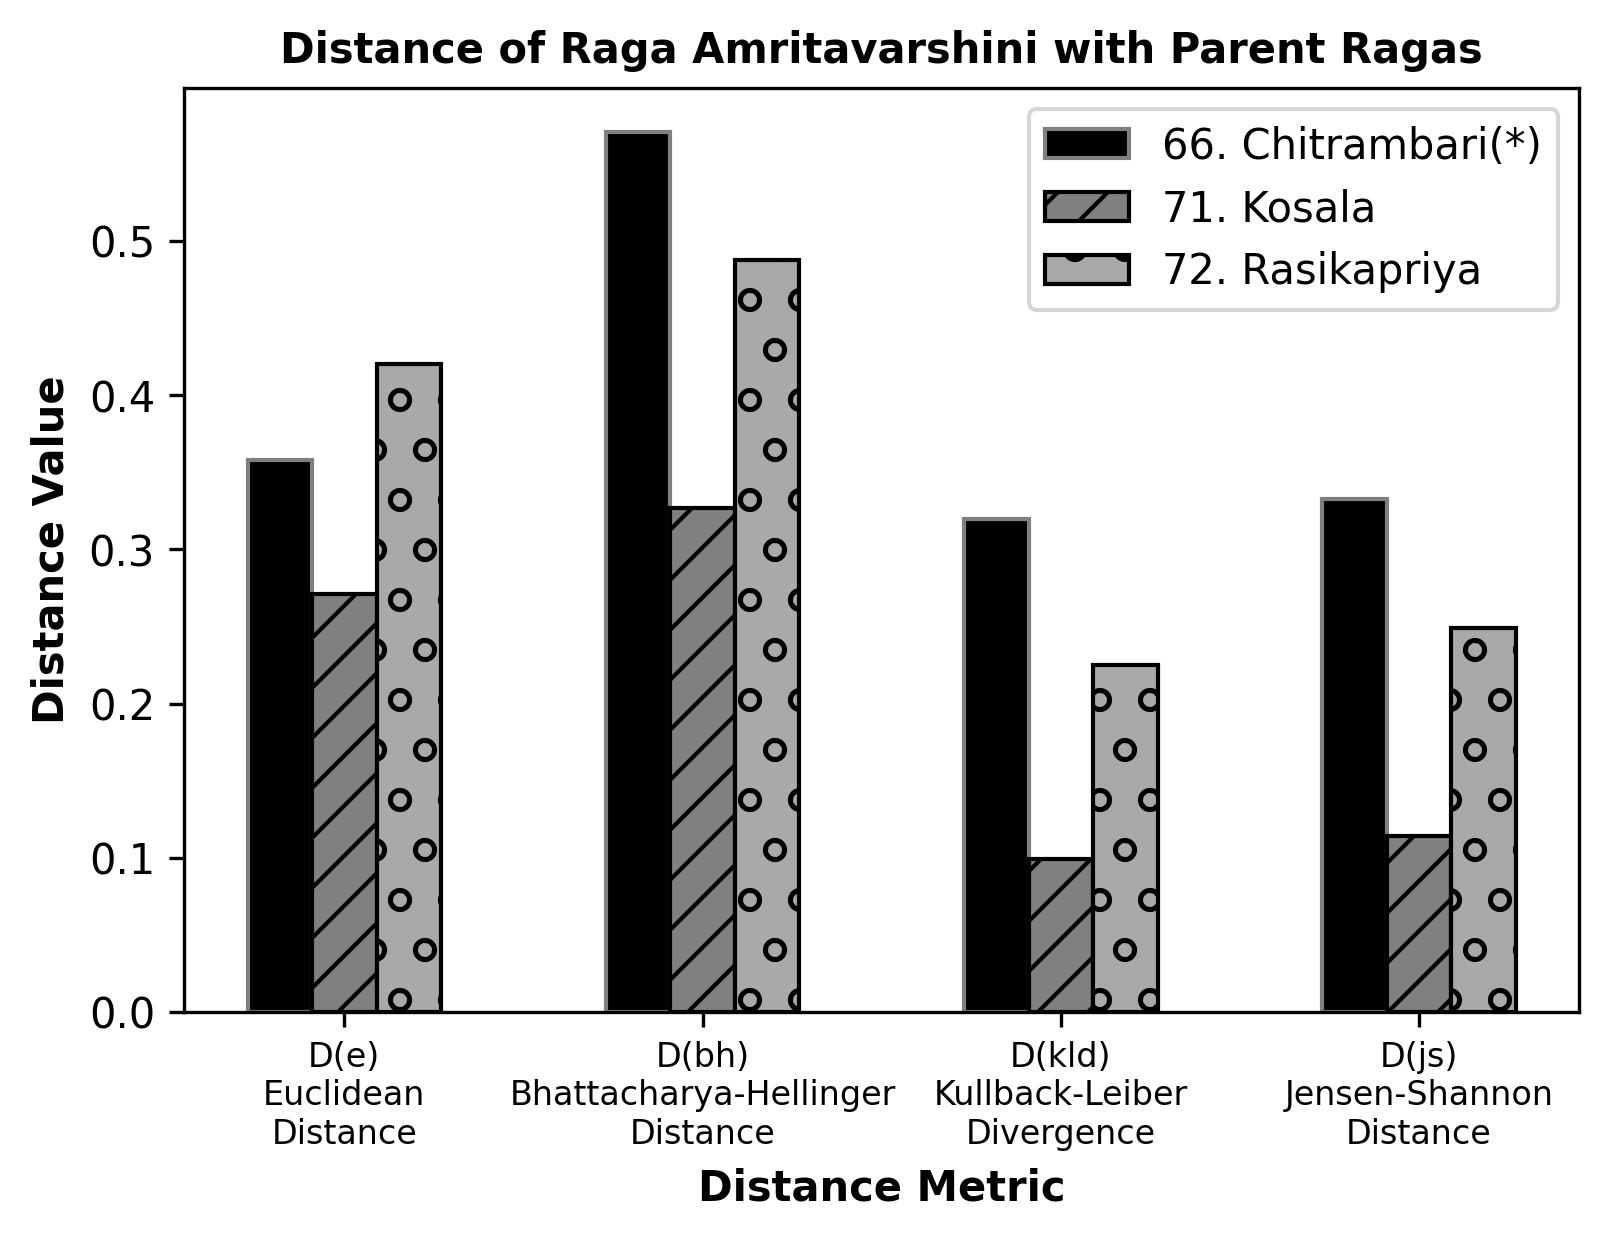 Distance of Raga Amritavarshini with Parent Ragas
66. Chitrambari(*)
71. Kosala
72. Rasikapriya
Distance Value
0.5
0.4
0.3
0.2
0.1
0.0
D(e)
Euclidean
Distance
D(bh)
Bhattacharya-Hellinger
Distance
D(kld)
Kullback-Leiber
Divergence
D(js)
Jensen-Shannon
Distance
Distance Metric